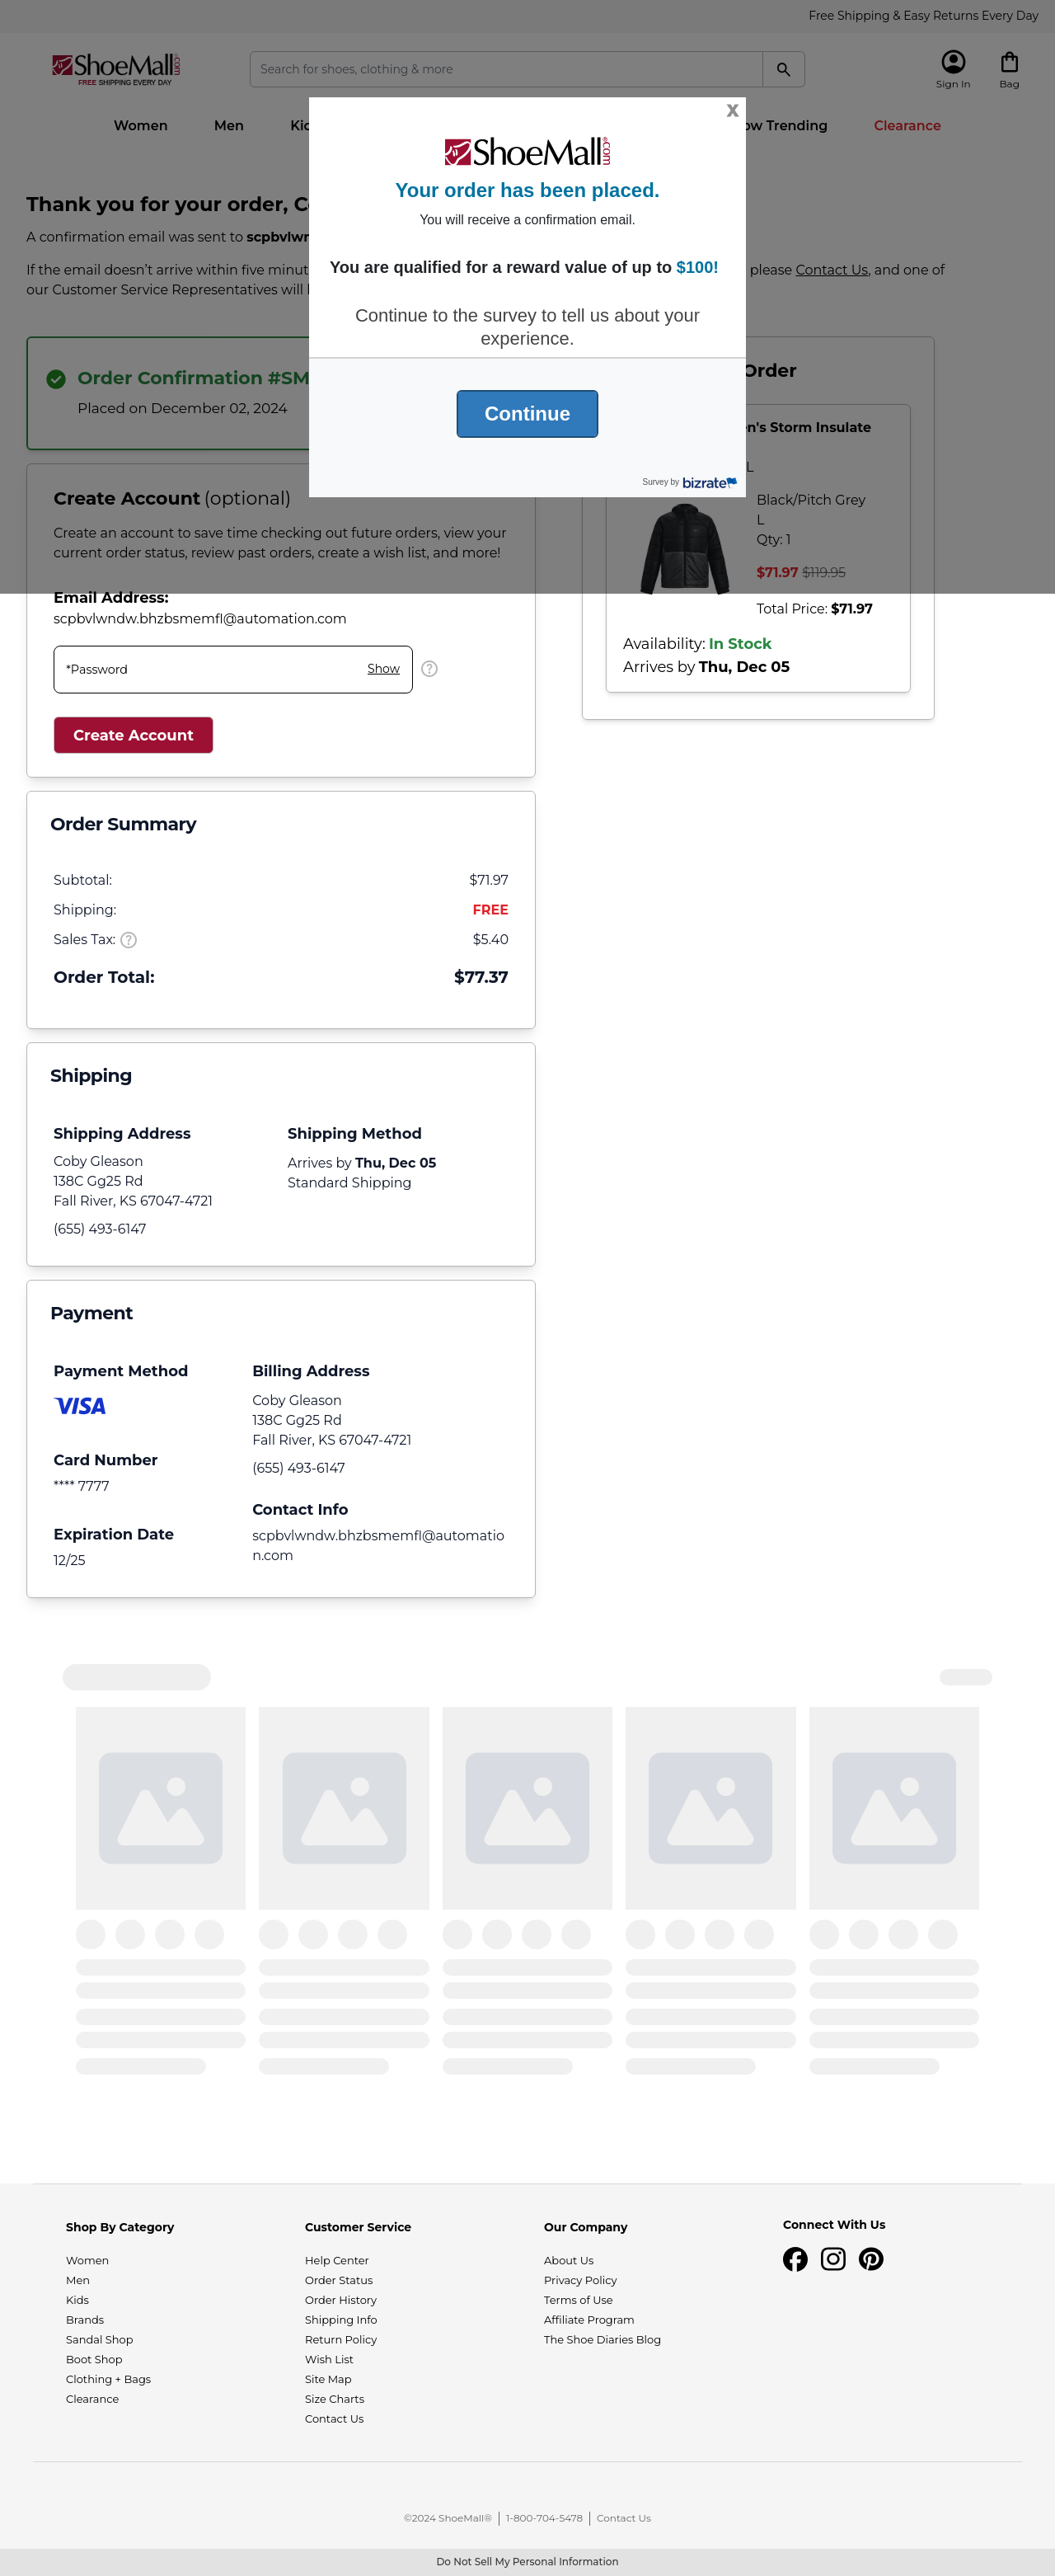 Free Shipping & Easy Returns Every Day
ShoeMall.com
FREE SHIPPING EVERY DAY
Search for shoes, clothing & more
Sign In
Bag
Women
Men
Trending
Clearance
X
ShoeMall®.com
Your order has been placed.
You will receive a confirmation email.
You are qualified for a reward value of up to $100!
Continue to the survey to tell us about your
experience.
Continue
Survey by bizrate
Thank you for your order,
A confirmation email was sent to
If the email doesn't arrive within five please Contact Us, and one of
our Customer Service Representatives will
Order Confirmation #SM
Placed on December 02, 2024
Create Account (optional)
Create an account to save time checking out future orders, view your
current order status, review past orders, create a wish list, and more!
Email Address:
scpbvlwndw.bhzbsmemfl@automation.com
*Password
Show
Create Account
Order
Storm Insulate
L
Black/Pitch Grey
L
Qty: 1
$71.97 $119.95
Total Price: $71.97
Availability: In Stock
Arrives by Thu, Dec 05
Order Summary
Subtotal: $71.97
Shipping: FREE
Sales Tax: ? $5.40
Order Total: $77.37
Shipping
Shipping Address
Coby Gleason
138C Gg25 Rd
Fall River, KS 67047-4721
(655) 493-6147
Shipping Method
Arrives by Thu, Dec 05
Standard Shipping
Payment
Payment Method
VISA
Card Number
**** 7777
Expiration Date
12/25
Billing Address
Coby Gleason
138C Gg25 Rd
Fall River, KS 67047-4721
(655) 493-6147
Contact Info
scpbvlwndw.bhzbsmemfl@automatio
n.com
Shop By Category
Women
Men
Kids
Brands
Sandal Shop
Boot Shop
Clothing + Bags
Clearance
Customer Service
Help Center
Order Status
Order History
Shipping Info
Return Policy
Wish List
Site Map
Size Charts
Contact Us
Our Company
About Us
Privacy Policy
Terms of Use
Affiliate Program
The Shoe Diaries Blog
Connect With Us
©2024 ShoeMall®
1-800-704-5478
Contact Us
Do Not Sell My Personal Information